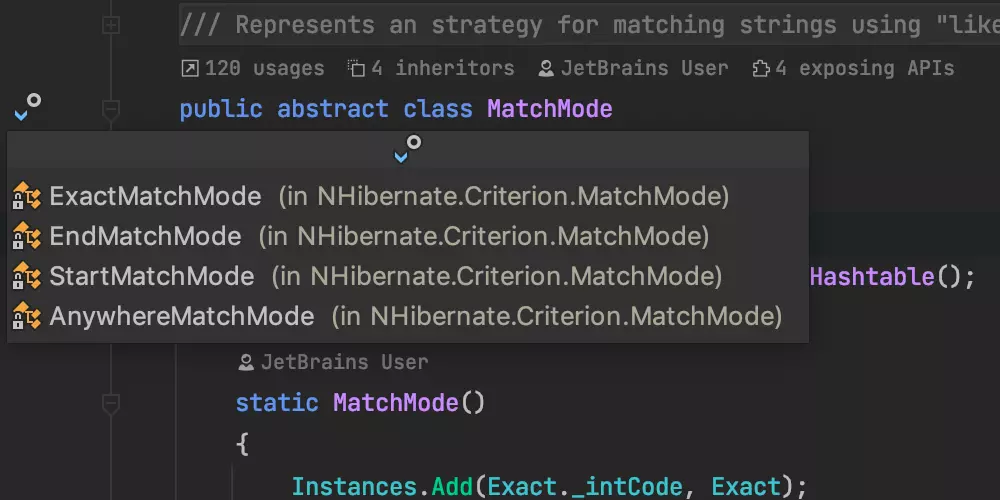 /// Represents an strategy for matching strings using "like
120 usages 4 inheritors JetBrains User 4 exposing APIs
public abstract class MatchMode
ExactMatchMode (in NHibernate.Criterion.MatchMode)
EndMatchMode (in NHibernate.Criterion.MatchMode)
StartMatchMode (in NHibernate.Criterion.MatchMode) Hashtable();
AnywhereMatchMode (in NHibernate.Criterion.MatchMode)
JetBrains User
static MatchMode()
{
Instances.Add(Exact._intCode, Exact);